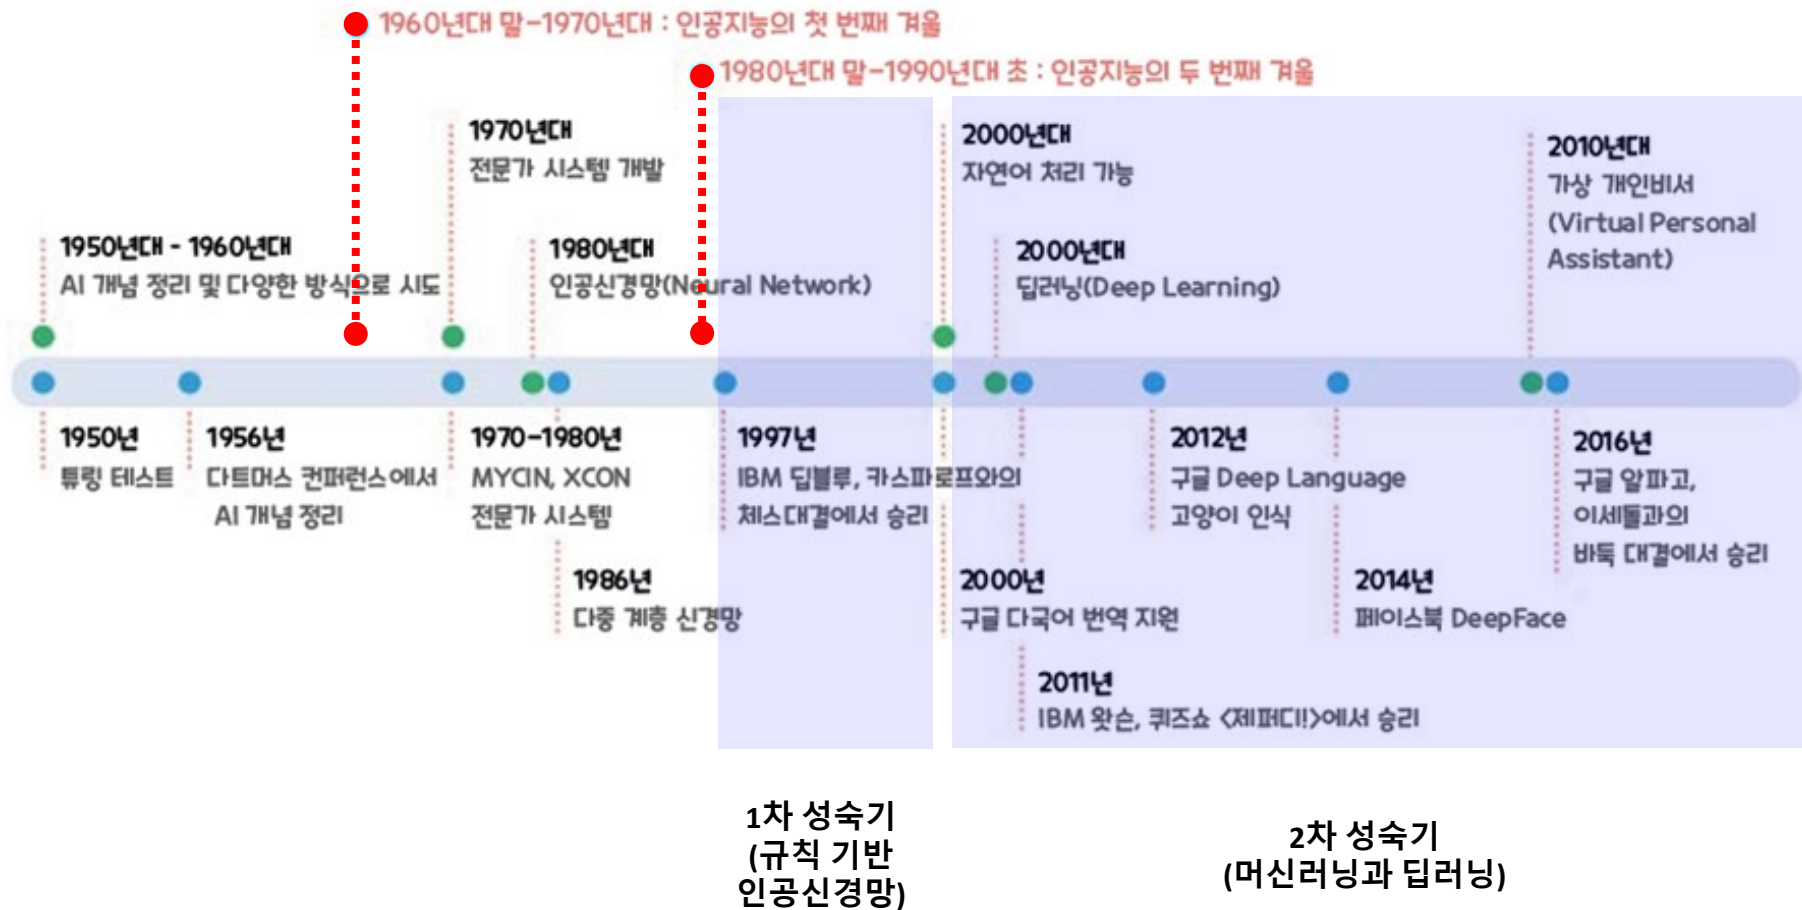 1960년대 말-1970년대 : 인공지능의 첫 번째 겨울
1980년대 말-1990년대 초 : 인공지능의 두 번째 겨울
1970년대
전문가 시스템 개발
2000년대
자연어 처리 가능
2010년대
가상 개인비서
(Virtual Personal
Assistant)
1950년대 - 1960년대
AI 개념 정리 및 다양한 방식으로 시도
1980년대
인공신경망(Neural Network)
2000년대
딥러닝(Deep Learning)
1950년
튜링 테스트
1956년
다트머스 컨퍼런스에서
AI 개념 정리
1970-1980년
MYCIN, XCON
전문가 시스템
1997년
IBM 딥블루, 카스파로프와의
체스대결에서 승리
2012년
구글 Deep Language
고양이 인식
2016년
구글 알파고,
이세돌과의
바둑 대결에서 승리
1986년
다중 계층 신경망
2000년
구글 다국어 번역 지원
2014년
페이스북 DeepFace
2011년
IBM 왓슨, 퀴즈쇼 <제퍼디!>에서 승리
1차 성숙기
(규칙 기반
인공신경망)
2차 성숙기
(머신러닝과 딥러닝)